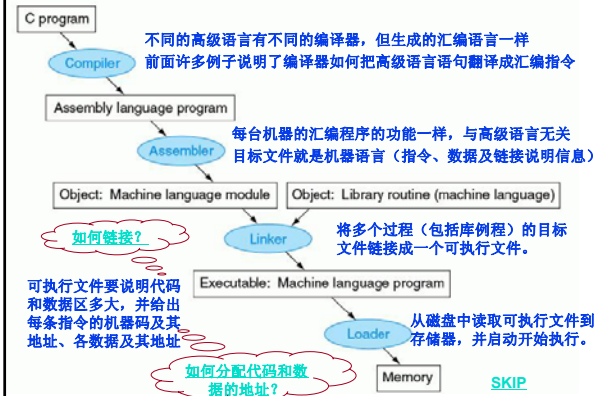 C program
不同的高级语言有不同的编译器，但生成的汇编语言一样
Compiler
前面许多例子说明了编译器如何把高级语言语句翻译成汇编指令
Assembly language program
每台机器的汇编程序的功能一样，与高级语言无关
Assembler
目标文件就是机器语言（指令、数据及链接说明信息）
Object: Machine language module
Object: Library routine (machine language)
如何链接？
Linker
将多个过程（包括库例程）的目标
文件链接成一个可执行文件。
Executable: Machine language program
可执行文件要说明代码
和数据区多大，并给出
每条指令的机器码及其
地址、各数据及其地址
Loader
从磁盘中读取可执行文件到
存储器，并启动开始执行。
如何分配代码和数
据的地址？
Memory
SKIP